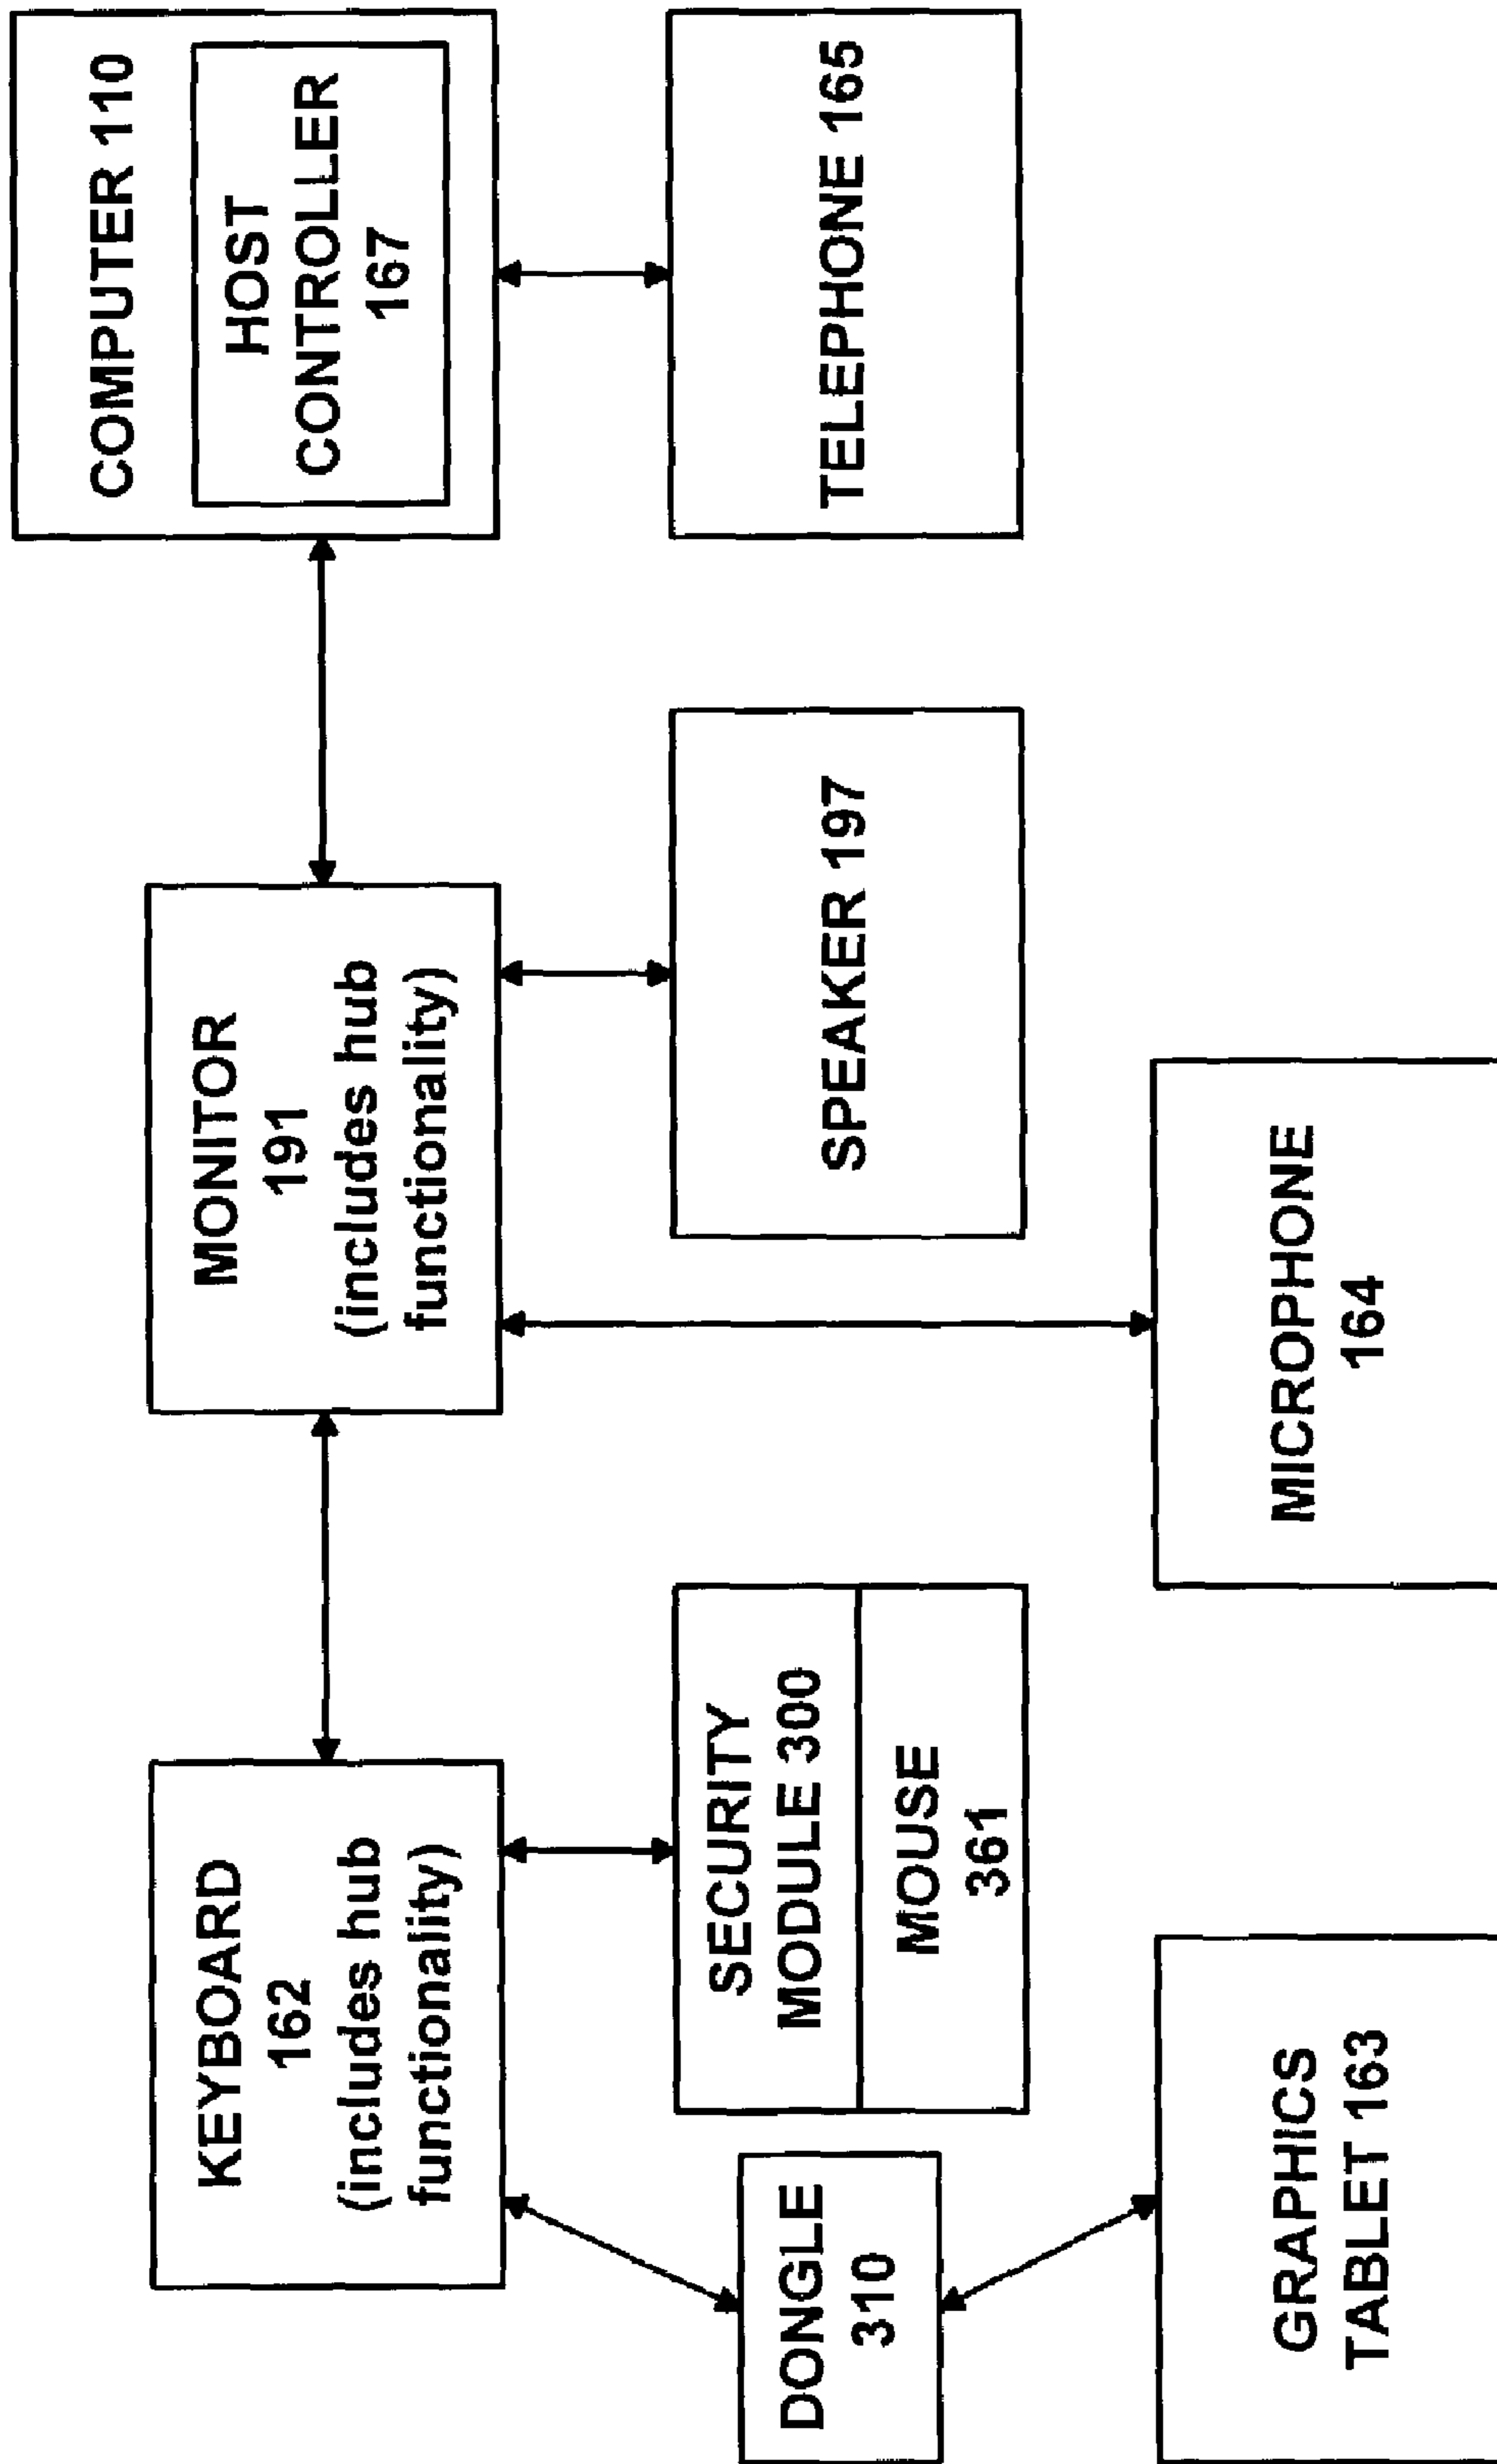 KEYBOARD
162
(includes hub
functionality)
MONITOR
191
(includes hub
functionality)
COMPUTER 110
HOST
CONTROLLER
167
DONGLE
310
SECURITY
MODULE 300
MOUSE
361
SPEAKER 197
TELEPHONE 165
GRAPHICS
TABLET 163
MICROPHONE
164